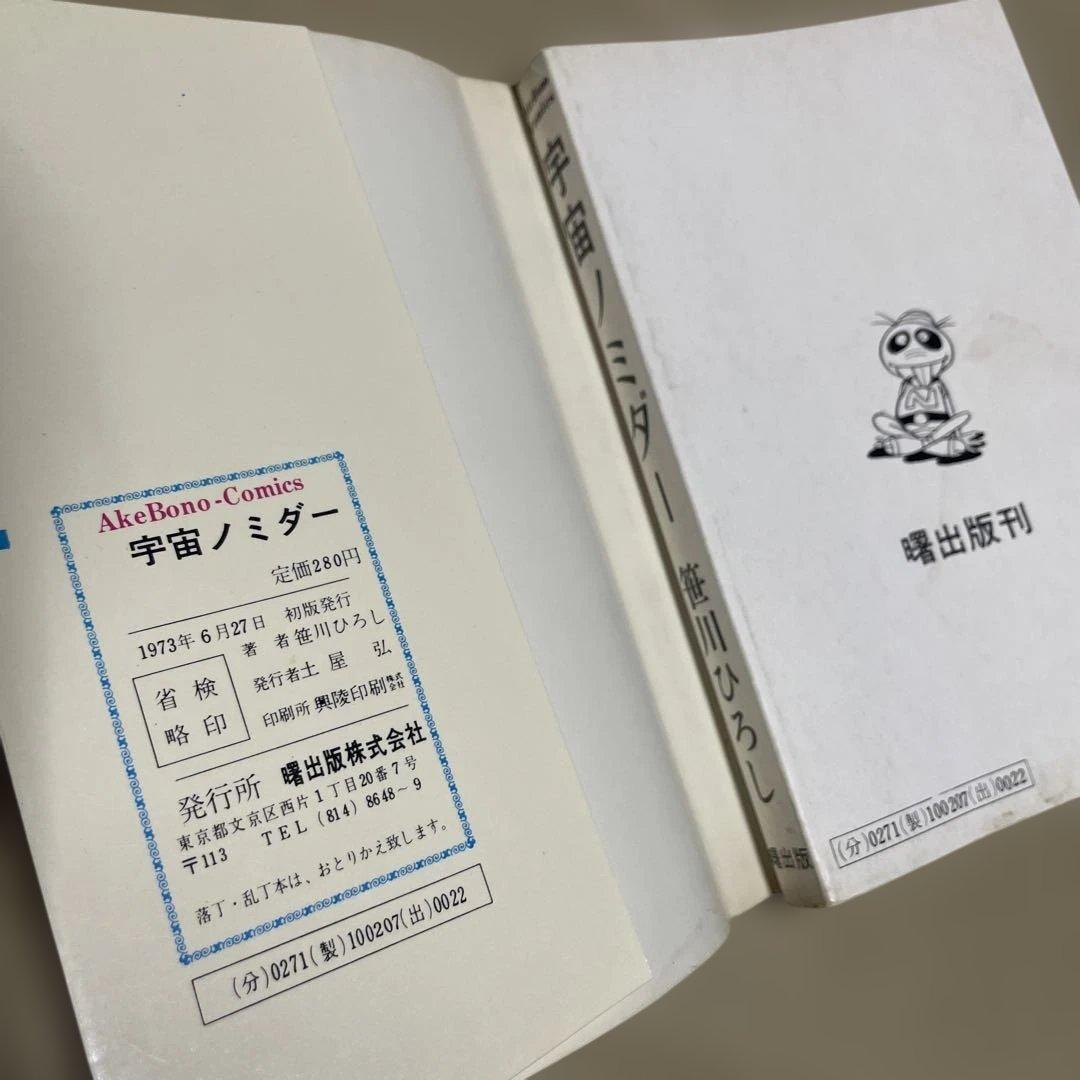 AkeBono-Comics
宇宙ノミダー
定価280円
1973年6月27日 初版発行
著者 笹川ひろし
発行者 土屋弘
印刷所 興陵印刷株式会社
検印
省略
発行所 曙出版株式会社
東京都文京区西片1丁目20番7号
〒113 TEL (814) 8648〜9
落丁・乱丁本は、おとりかえ致します。
(分)0271(製)100207(出)0022
宇宙ノミダー 笹川ひろし
曙出版
N
曙出版刊
(分)0271(製)100207(出)0022